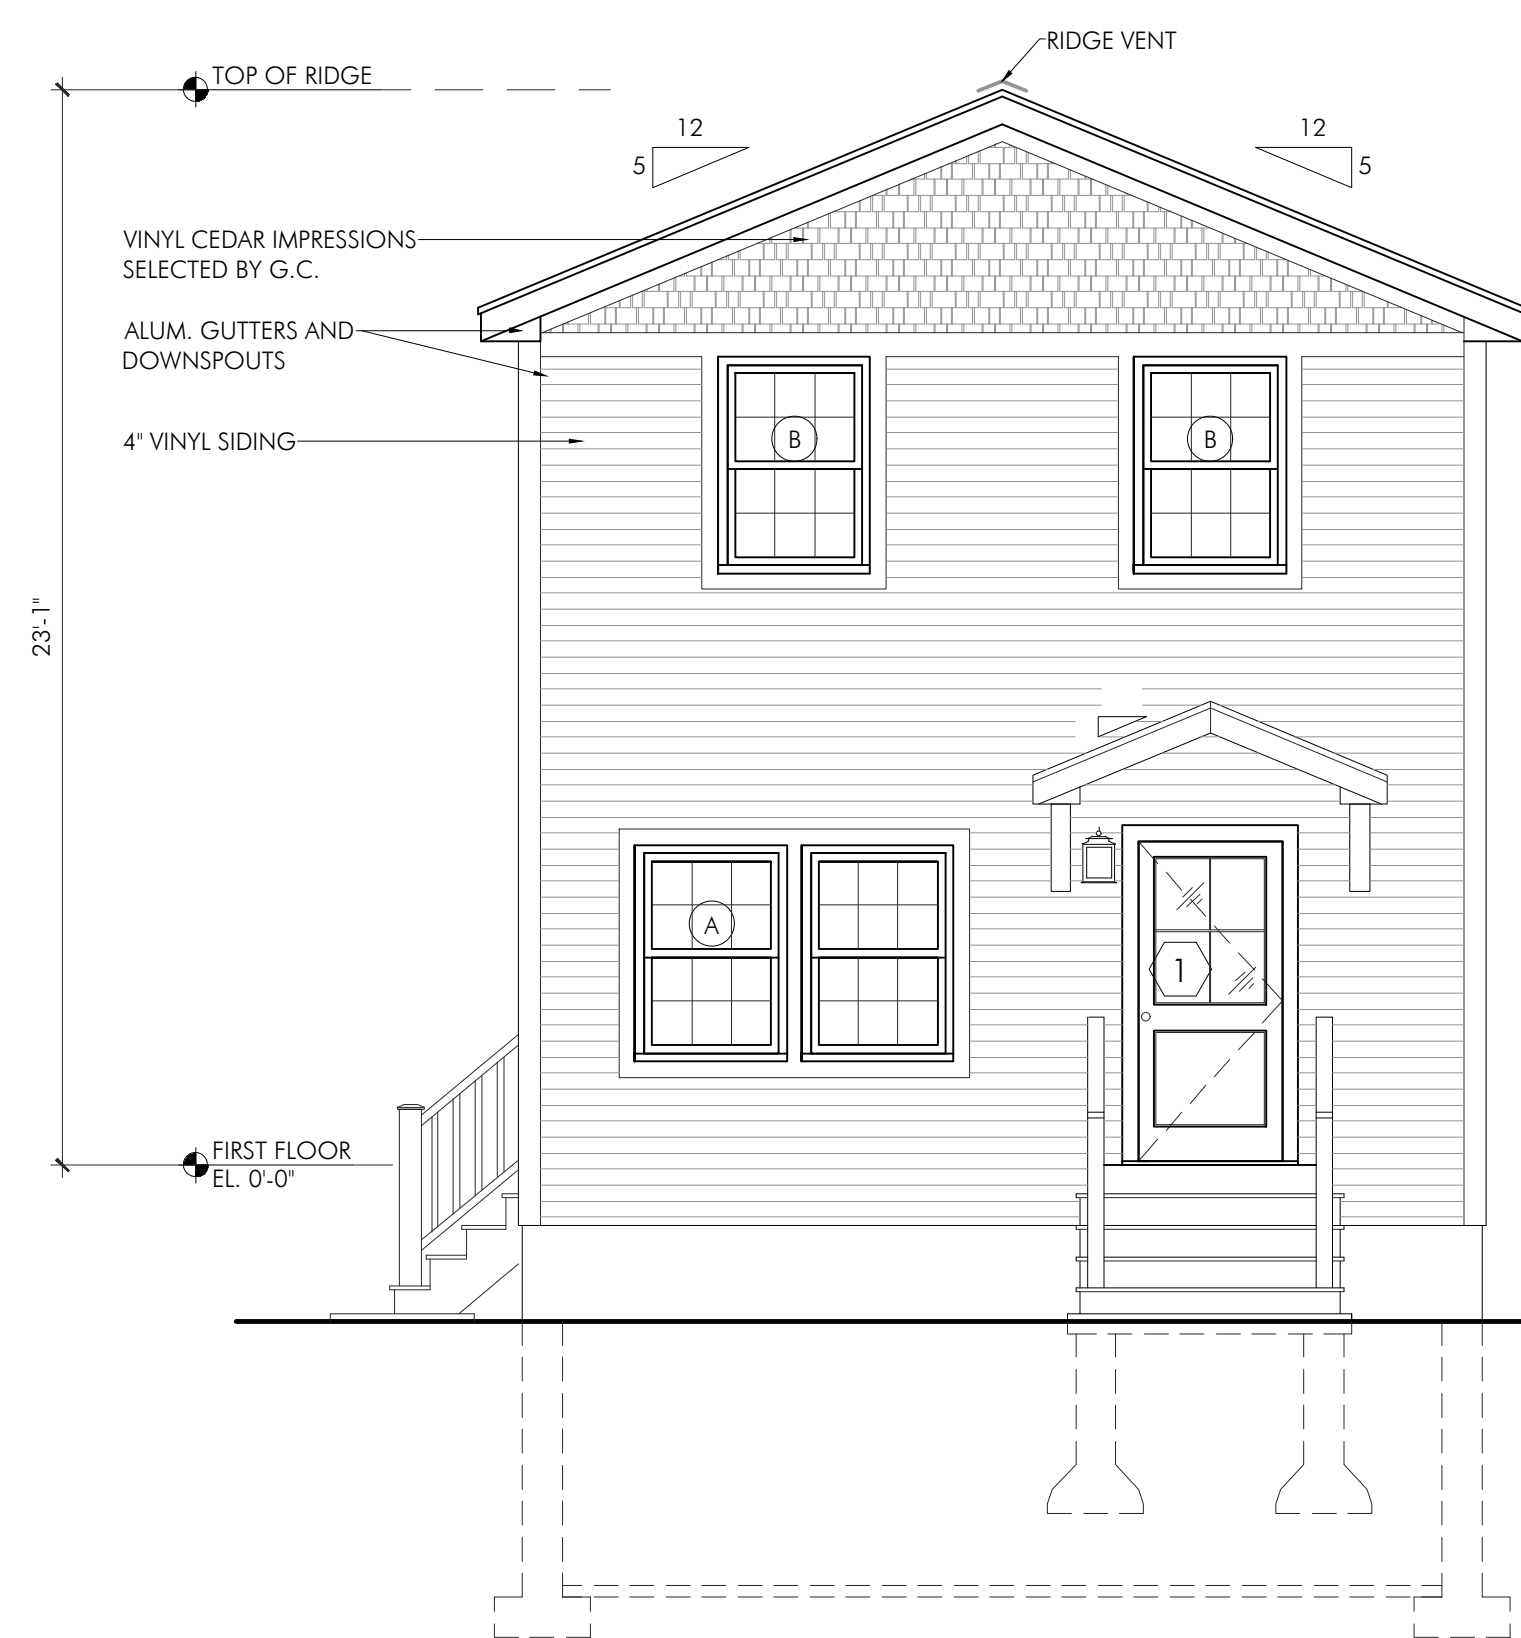 RIDGE VENT
TOP OF RIDGE
12
5
12
5
VINYL CEDAR IMPRESSIONS
SELECTED BY G.C.
ALUM. GUTTERS AND
DOWNSPOUTS
4" VINYL SIDING
B
B
23'-1"
A
1
FIRST FLOOR
EL. 0'-0"